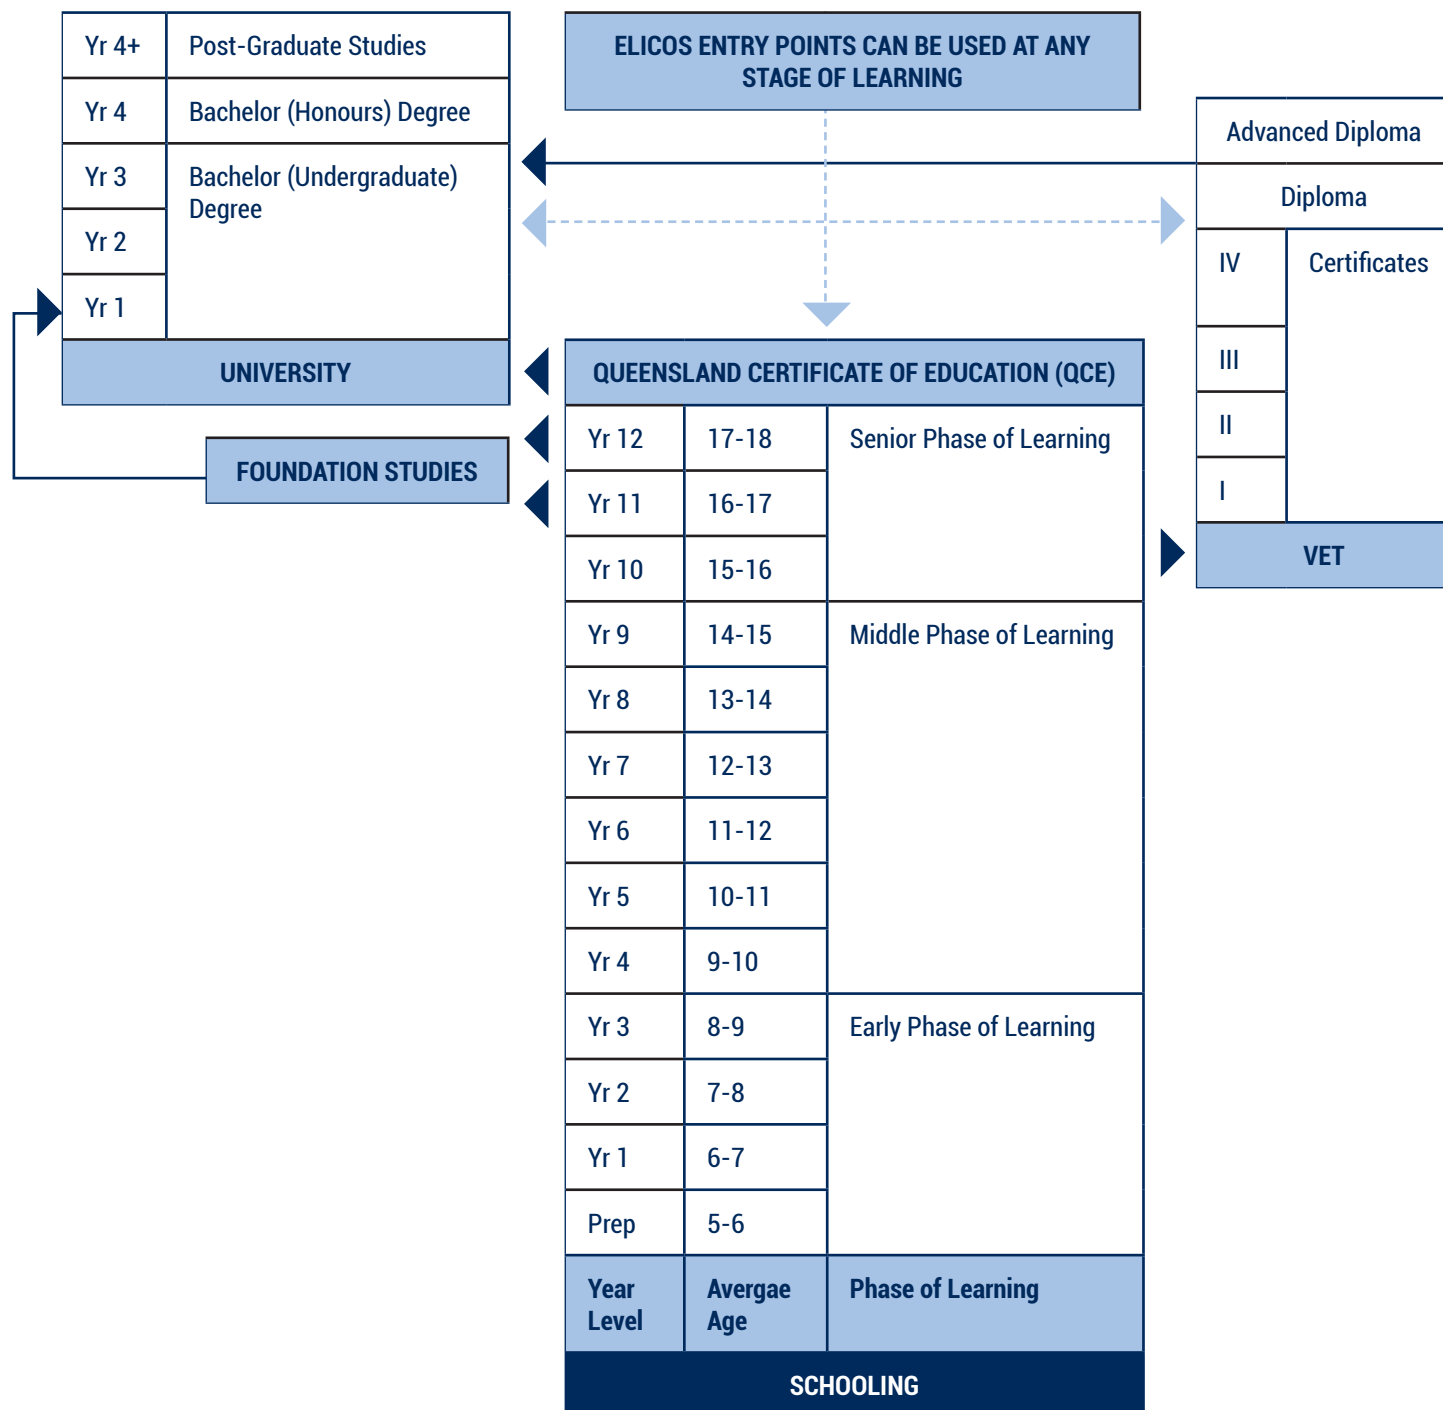 Yr 4+ Post-Graduate Studies
Yr 4 Bachelor (Honours) Degree
Yr 3 Bachelor (Undergraduate)
Degree
Yr 2
Yr 1
UNIVERSITY
FOUNDATION STUDIES
ELICOS ENTRY POINTS CAN BE USED AT ANY
STAGE OF LEARNING
Advanced Diploma
Diploma
IV Certificates
III
II
I
VET
QUEENSLAND CERTIFICATE OF EDUCATION (QCE)
Yr 12 17-18 Senior Phase of Learning
Yr 11 16-17
Yr 10 15-16
Yr 9 14-15 Middle Phase of Learning
Yr 8 13-14
Yr 7 12-13
Yr 6 11-12
Yr 5 10-11
Yr 4 9-10
Yr 3 8-9 Early Phase of Learning
Yr 2 7-8
Yr 1 6-7
Prep 5-6
Year Avergae Phase of Learning
Level Age
SCHOOLING